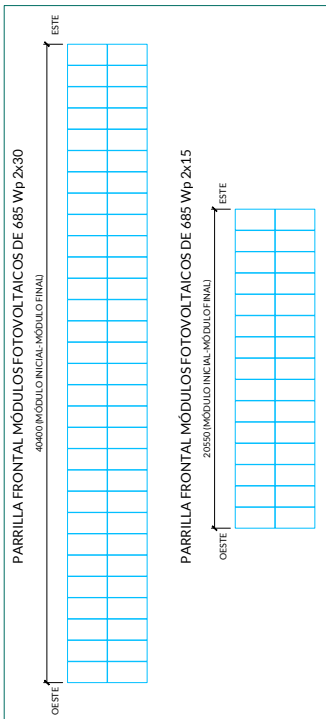 PARRILLA FRONTAL MÓDULOS FOTOVOLTAICOS DE 685 Wp 2x30
40400 (MÓDULO INICIAL-MÓDULO FINAL)
OESTE
ESTE
PARRILLA FRONTAL MÓDULOS FOTOVOLTAICOS DE 685 Wp 2x15
20550 (MÓDULO INICIAL-MÓDULO FINAL)
OESTE
ESTE